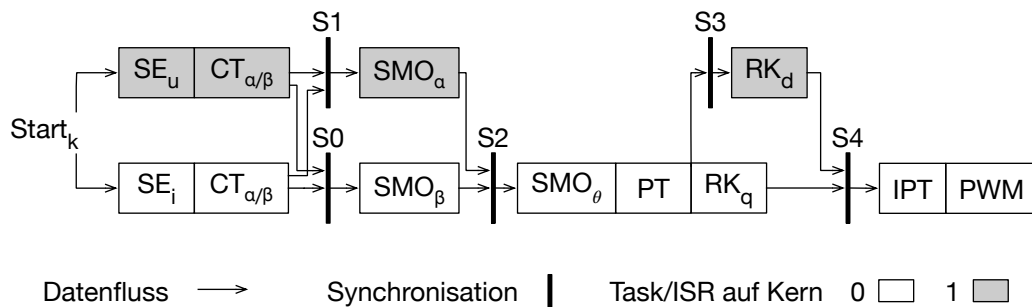 S1
S3
SE_u CT_α/β SMO_α RK_d
Start_k
S0 S2 S4
SE_i CT_α/β SMO_β SMO_θ PT RK_q IPT PWM
Datenfluss Synchronisation Task/ISR auf Kern 0 1